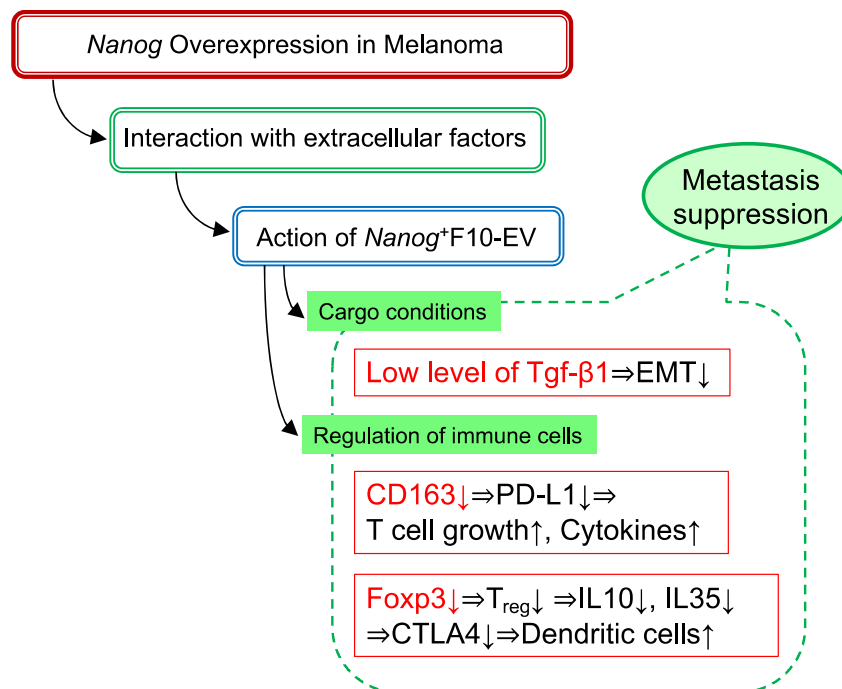 Nanog Overexpression in Melanoma
Interaction with extracellular factors
Metastasis
suppression
Action of Nanog⁺F10-EV
Cargo conditions
Low level of Tgf-β1⇒EMT↓
Regulation of immune cells
CD163↓⇒PD-L1↓⇒
T cell growth↑, Cytokines↑
Foxp3↓⇒Treg↓ ⇒IL10↓, IL35↓
⇒CTLA4↓⇒Dendritic cells↑